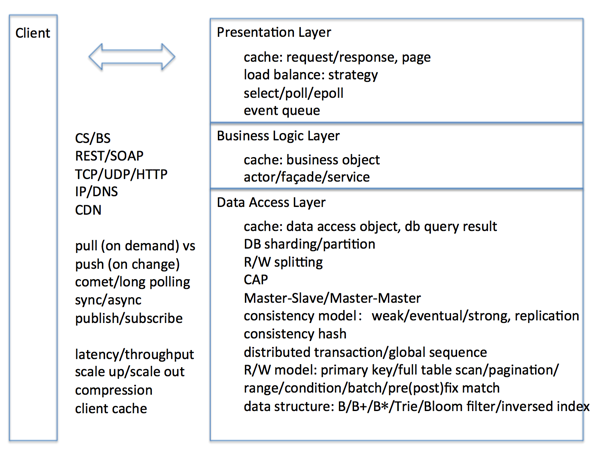 Client
CS/BS
REST/SOAP
TCP/UDP/HTTP
IP/DNS
CDN
pull (on demand) vs
push (on change)
comet/long polling
sync/async
publish/subscribe
latency/throughput
scale up/scale out
compression
client cache
Presentation Layer
cache: request/response, page
load balance: strategy
select/poll/epoll
event queue
Business Logic Layer
cache: business object
actor/façade/service
Data Access Layer
cache: data access object, db query result
DB sharding/partition
R/W splitting
CAP
Master-Slave/Master-Master
consistency model： weak/eventual/strong, replication
consistency hash
distributed transaction/global sequence
R/W model: primary key/full table scan/pagination/
range/condition/batch/pre(post)fix match
data structure: B/B+/B*/Trie/Bloom filter/inversed index